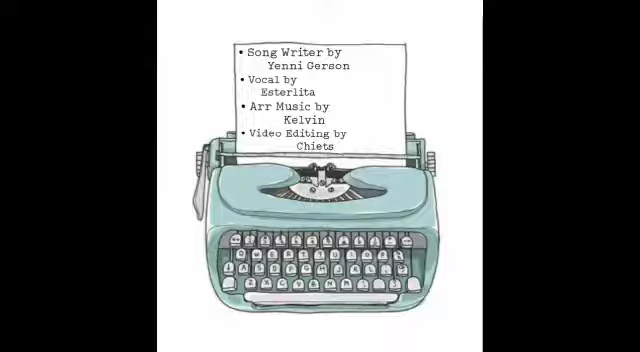 • Song Writer by
Yenni Gerson
• Vocal by
Esterlita
• Arr Music by
Kelvin
• Video Editing by
Chiets